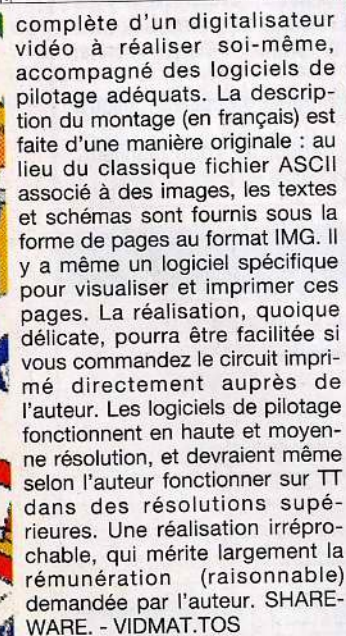 complète d'un digitalisateur
vidéo à réaliser soi-même,
accompagné des logiciels de
pilotage adéquats. La descrip-
tion du montage (en français) est
faite d'une manière originale : au
lieu du classique fichier ASCII
associé à des images, les textes
et schémas sont fournis sous la
forme de pages au format IMG. Il
y a même un logiciel spécifique
pour visualiser et imprimer ces
pages. La réalisation, quoique
délicate, pourra être facilitée si
vous commandez le circuit impri-
mé directement auprès de
l'auteur. Les logiciels de pilotage
fonctionnent en haute et moyen-
ne résolution, et devraient même
selon l'auteur fonctionner sur TT
dans des résolutions supé-
rieures. Une réalisation irrépro-
chable, qui mérite largement la
rémunération (raisonnable)
demandée par l'auteur. SHARE-
WARE. - VIDMAT.TOS